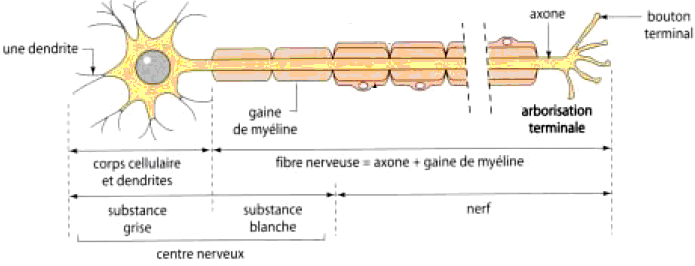 axone
bouton
terminal
une dendrite
gaine
de myéline
arborisation
terminale
corps cellulaire
et dendrites
fibre nerveuse = axone + gaine de myéline
substance
grise
substance
blanche
nerf
centre nerveux